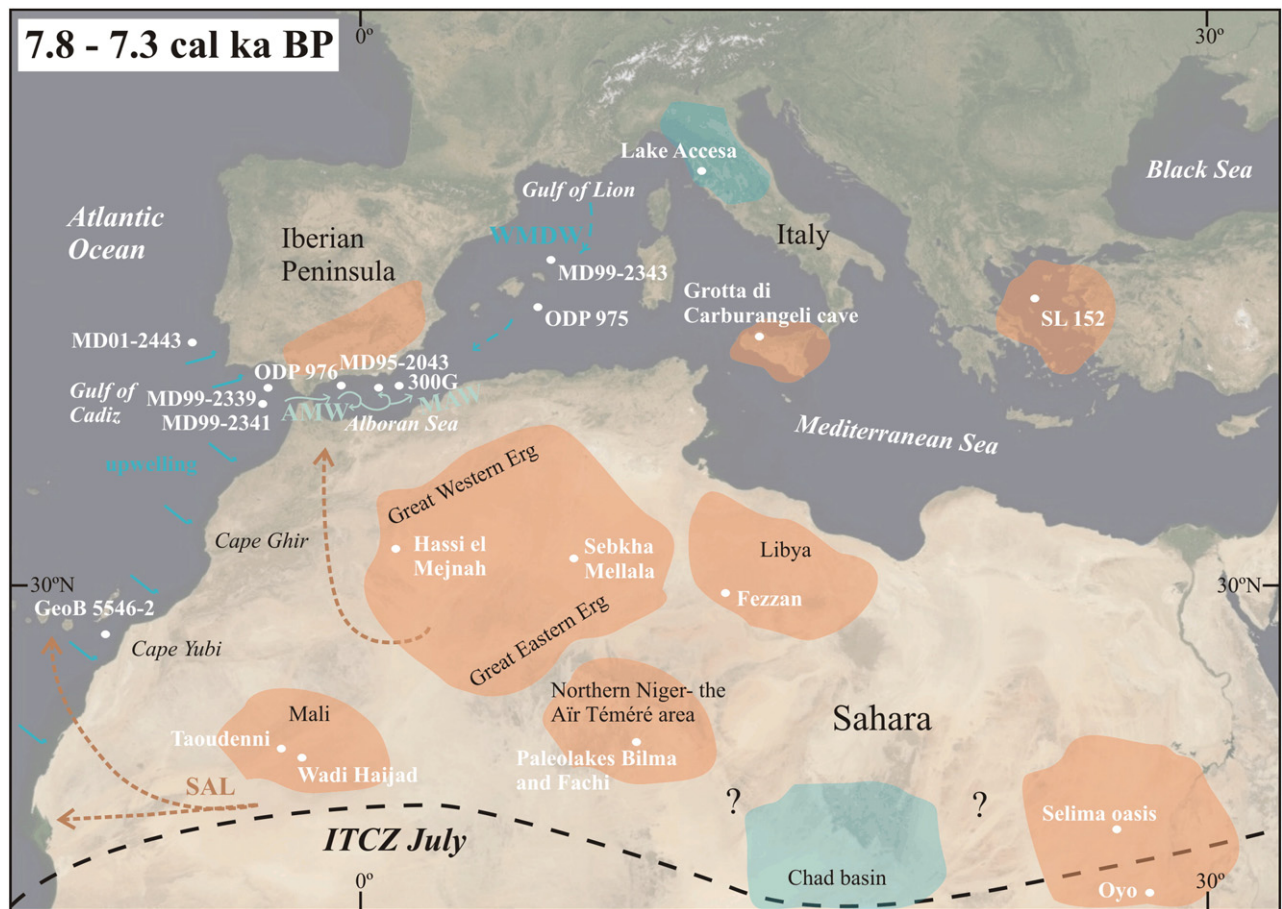 7.8 - 7.3 cal ka BP
0º
30º
Lake Accesa
Black Sea
Gulf of Lion
Atlantic
Ocean
Iberian
Peninsula
WMDW
Italy
MD99-2343
Grotta di
Carburangeli cave
ODP 975
SL 152
MD01-2443
MD95-2043
ODP 976
300G
Gulf of
Cadiz
MD99-2339
MD99-2341
AMW
MAW
Alboran Sea
Mediterranean Sea
upwelling
Great Western Erg
Cape Ghir
Hassi el
Mejnah
Sebkha
Mellala
Libya
30ºN
30ºN
Fezzan
GeoB 5546-2
Cape Yubi
Great Eastern Erg
Northern Niger- the
Aïr Téméré area
Sahara
Mali
Taoudenni
Wadi Haijad
Paleolakes Bilma
and Fachi
SAL
?
?
Selima oasis
ITCZ July
Chad basin
0º
Oyo
30º